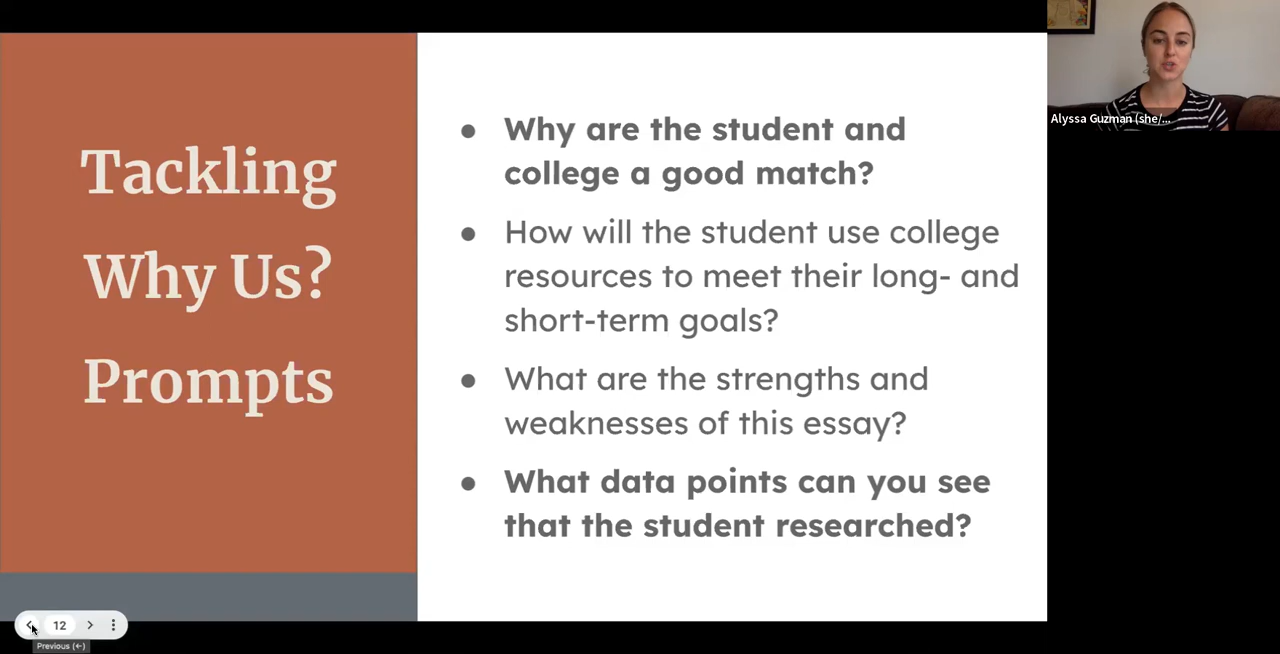 Tackling
Why Us?
Prompts
● Why are the student and
college a good match?
● How will the student use college
resources to meet their long- and
short-term goals?
● What are the strengths and
weaknesses of this essay?
● What data points can you see
that the student researched?
Alyssa Guzman (she/...
12
Previous (←)